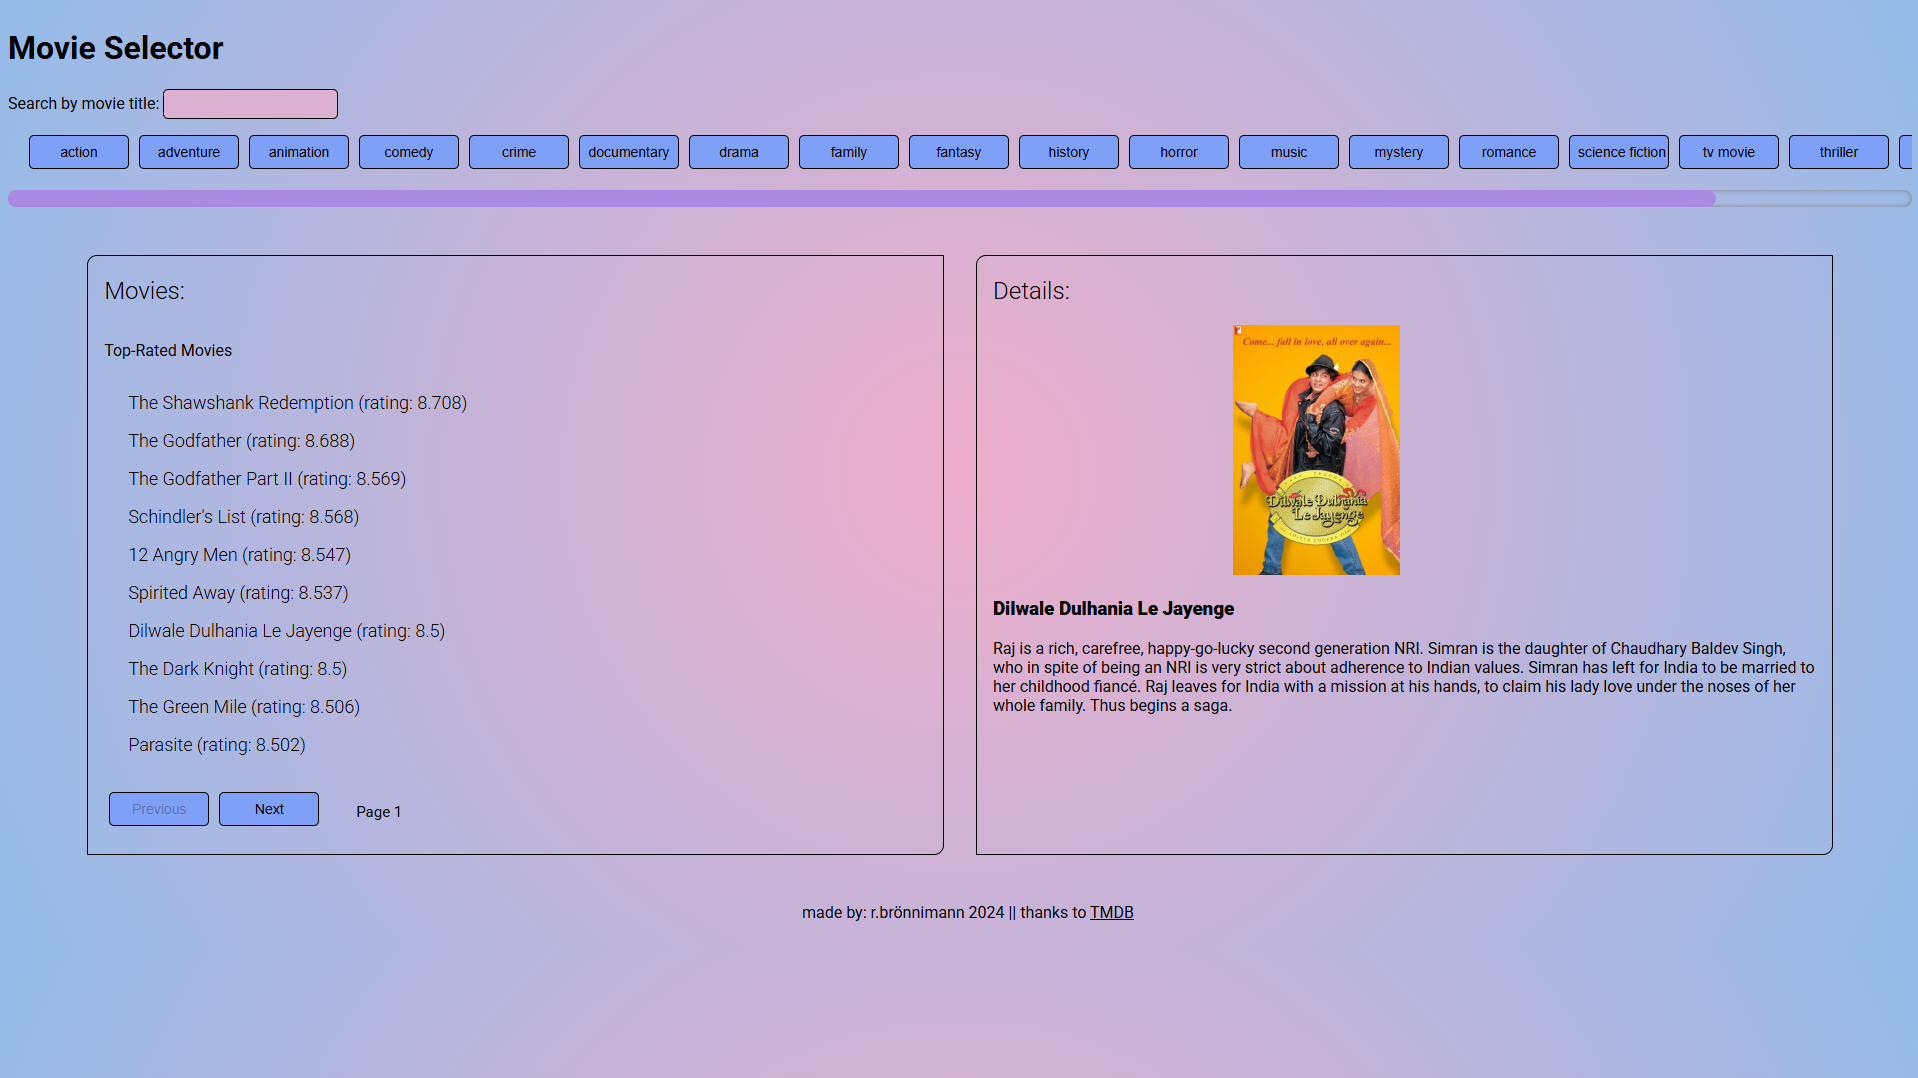 Movie Selector
Search by movie title:
action adventure animation comedy crime documentary drama family fantasy history horror music mystery romance science fiction tv movie thriller
Movies:
Top-Rated Movies
The Shawshank Redemption (rating: 8.708)
The Godfather (rating: 8.688)
The Godfather Part II (rating: 8.569)
Schindler's List (rating: 8.568)
12 Angry Men (rating: 8.547)
Spirited Away (rating: 8.537)
Dilwale Dulhania Le Jayenge (rating: 8.5)
The Dark Knight (rating: 8.5)
The Green Mile (rating: 8.506)
Parasite (rating: 8.502)
Previous Next Page 1
Details:
Come... fall in love, all over again...
Dilwale Dulhania
Le Jayenge
Dilwale Dulhania Le Jayenge
Raj is a rich, carefree, happy-go-lucky second generation NRI. Simran is the daughter of Chaudhary Baldev Singh,
who in spite of being an NRI is very strict about adherence to Indian values. Simran has left for India to be married to
her childhood fiancé. Raj leaves for India with a mission at his hands, to claim his lady love under the noses of her
whole family. Thus begins a saga.
made by: r.brönnimann 2024 || thanks to TMDB